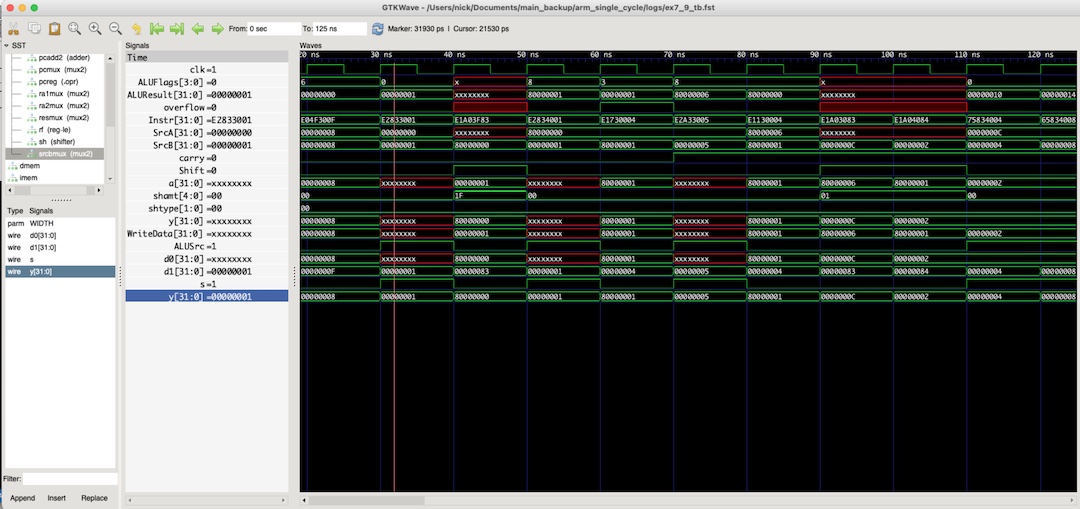 GTKWave - /Users/nick/Documents/main_backup/arm_single_cycle/logs/ex7_9_tb.fst
From: 0 sec To: 125 ns Marker: 31930 ps | Cursor: 21530 ps
SST
pcadd2 (adder)
pcmux (mux2)
pcreg (.opr)
ra1mux (mux2)
ra2mux (mux2)
resmux (mux2)
rf (reg-le)
sh (shifter)
srcbmux (mux2)
dmem
imem
Type Signals
parm WIDTH
wire d0[31:0]
wire d1[31:0]
wire s
wire y[31:0]
Filter:
Append Insert Replace
Signals
Time
clk=1
ALUFlags[3:0]=0
ALUResult[31:0]=00000001
overflow=0
Instr[31:0]=E2833001
SrcA[31:0]=00000000
SrcB[31:0]=00000001
carry=0
Shift=0
a[31:0]=xxxxxxxx
shamt[4:0]=00
shtype[1:0]=00
y[31:0]=xxxxxxxx
WriteData[31:0]=xxxxxxxx
ALUSrc=1
d0[31:0]=xxxxxxxx
d1[31:0]=00000001
s=1
y[31:0]=00000001
Waves
20 ns 30 ns 40 ns 50 ns 60 ns 70 ns 80 ns 90 ns 100 ns 110 ns 120 ns
6 0 x 8 3 8 x 0
00000000 00000001 xxxxxxxx 80000001 00000001 80000006 80000000 xxxxxxxx 00000010 00000014
E04F300F E2833001 E1A03F83 E2834001 E1730004 E2A33005 E1130004 E1A03083 E1A04084 75834004 65834008
00000008 00000000 xxxxxxxx 80000000 80000006 xxxxxxxx 0000000C
00000008 00000001 80000000 00000001 80000001 00000005 80000001 0000000C 00000002 00000004 00000008
00000008 xxxxxxxx 00000001 xxxxxxxx 80000001 xxxxxxxx 80000001 80000006 80000001 00000002
00 1F 00 01 00
00
00000008 xxxxxxxx 80000000 xxxxxxxx 80000001 xxxxxxxx 80000001 0000000C 00000002
00000008 xxxxxxxx 00000001 xxxxxxxx 80000001 xxxxxxxx 80000001 80000006 80000001 00000002
00000008 xxxxxxxx 80000000 xxxxxxxx 80000001 xxxxxxxx 80000001 0000000C 00000002
0000000F 00000001 00000083 00000001 00000004 00000005 00000004 00000083 00000084 00000004 00000008
00000008 00000001 80000000 00000001 80000001 00000005 80000001 0000000C 00000002 00000004 00000008